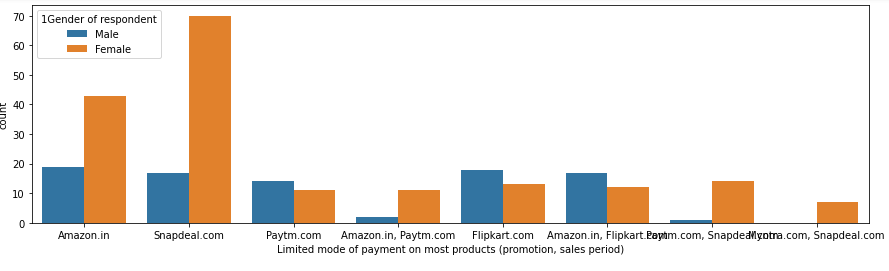 1Gender of respondent
Male
Female
70
60
50
40
30
20
10
0
count
Amazon.in Snapdeal.com Paytm.com Amazon.in, Paytm.com Flipkart.com Amazon.in, Flipkart.com Paytm.com, Snapdeal.com Myntra.com, Snapdeal.com
Limited mode of payment on most products (promotion, sales period)